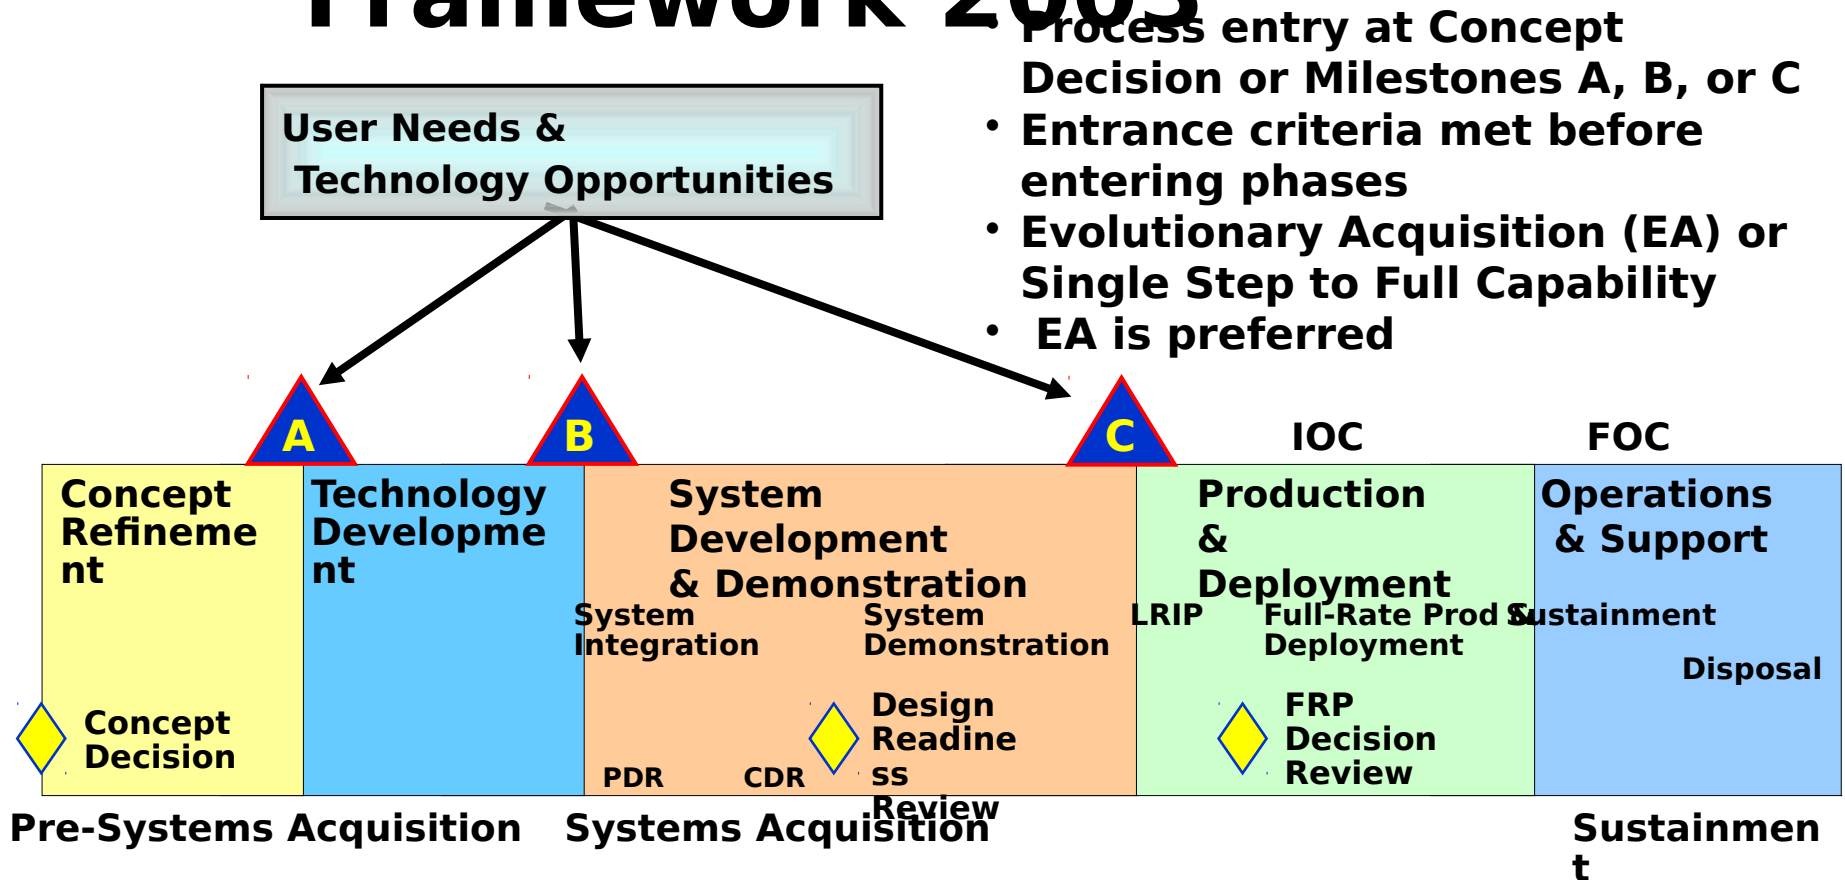 Framework 2003
• Process entry at Concept
Decision or Milestones A, B, or C
• Entrance criteria met before
entering phases
• Evolutionary Acquisition (EA) or
Single Step to Full Capability
• EA is preferred
User Needs &
Technology Opportunities
A
B
C
IOC
FOC
Concept
Refineme
nt
Technology
Developme
nt
System
Development
& Demonstration
Production
&
Deployment
Operations
& Support
System
Integration
System
Demonstration
LRIP
Full-Rate Prod &
Deployment
Sustainment
Disposal
Concept
Decision
PDR
CDR
Design
Readine
ss
Review
FRP
Decision
Review
Pre-Systems Acquisition
Systems Acquisition
Sustainmen
t